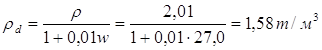 ρ_d = ρ / (1 + 0,01w) = 2,01 / (1 + 0,01 · 27,0) = 1,58 т / м³